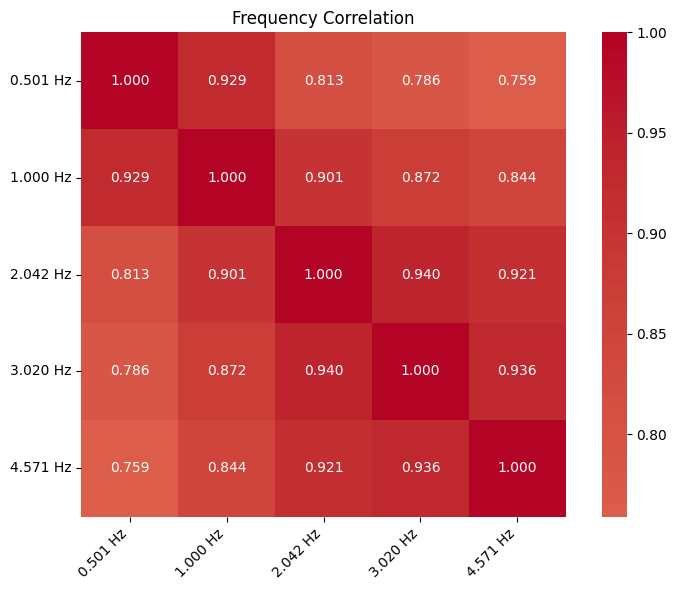 Frequency Correlation
0.501 Hz 1.000 0.929 0.813 0.786 0.759
1.000 Hz 0.929 1.000 0.901 0.872 0.844
2.042 Hz 0.813 0.901 1.000 0.940 0.921
3.020 Hz 0.786 0.872 0.940 1.000 0.936
4.571 Hz 0.759 0.844 0.921 0.936 1.000
0.501 Hz 1.000 Hz 2.042 Hz 3.020 Hz 4.571 Hz
1.00
0.95
0.90
0.85
0.80